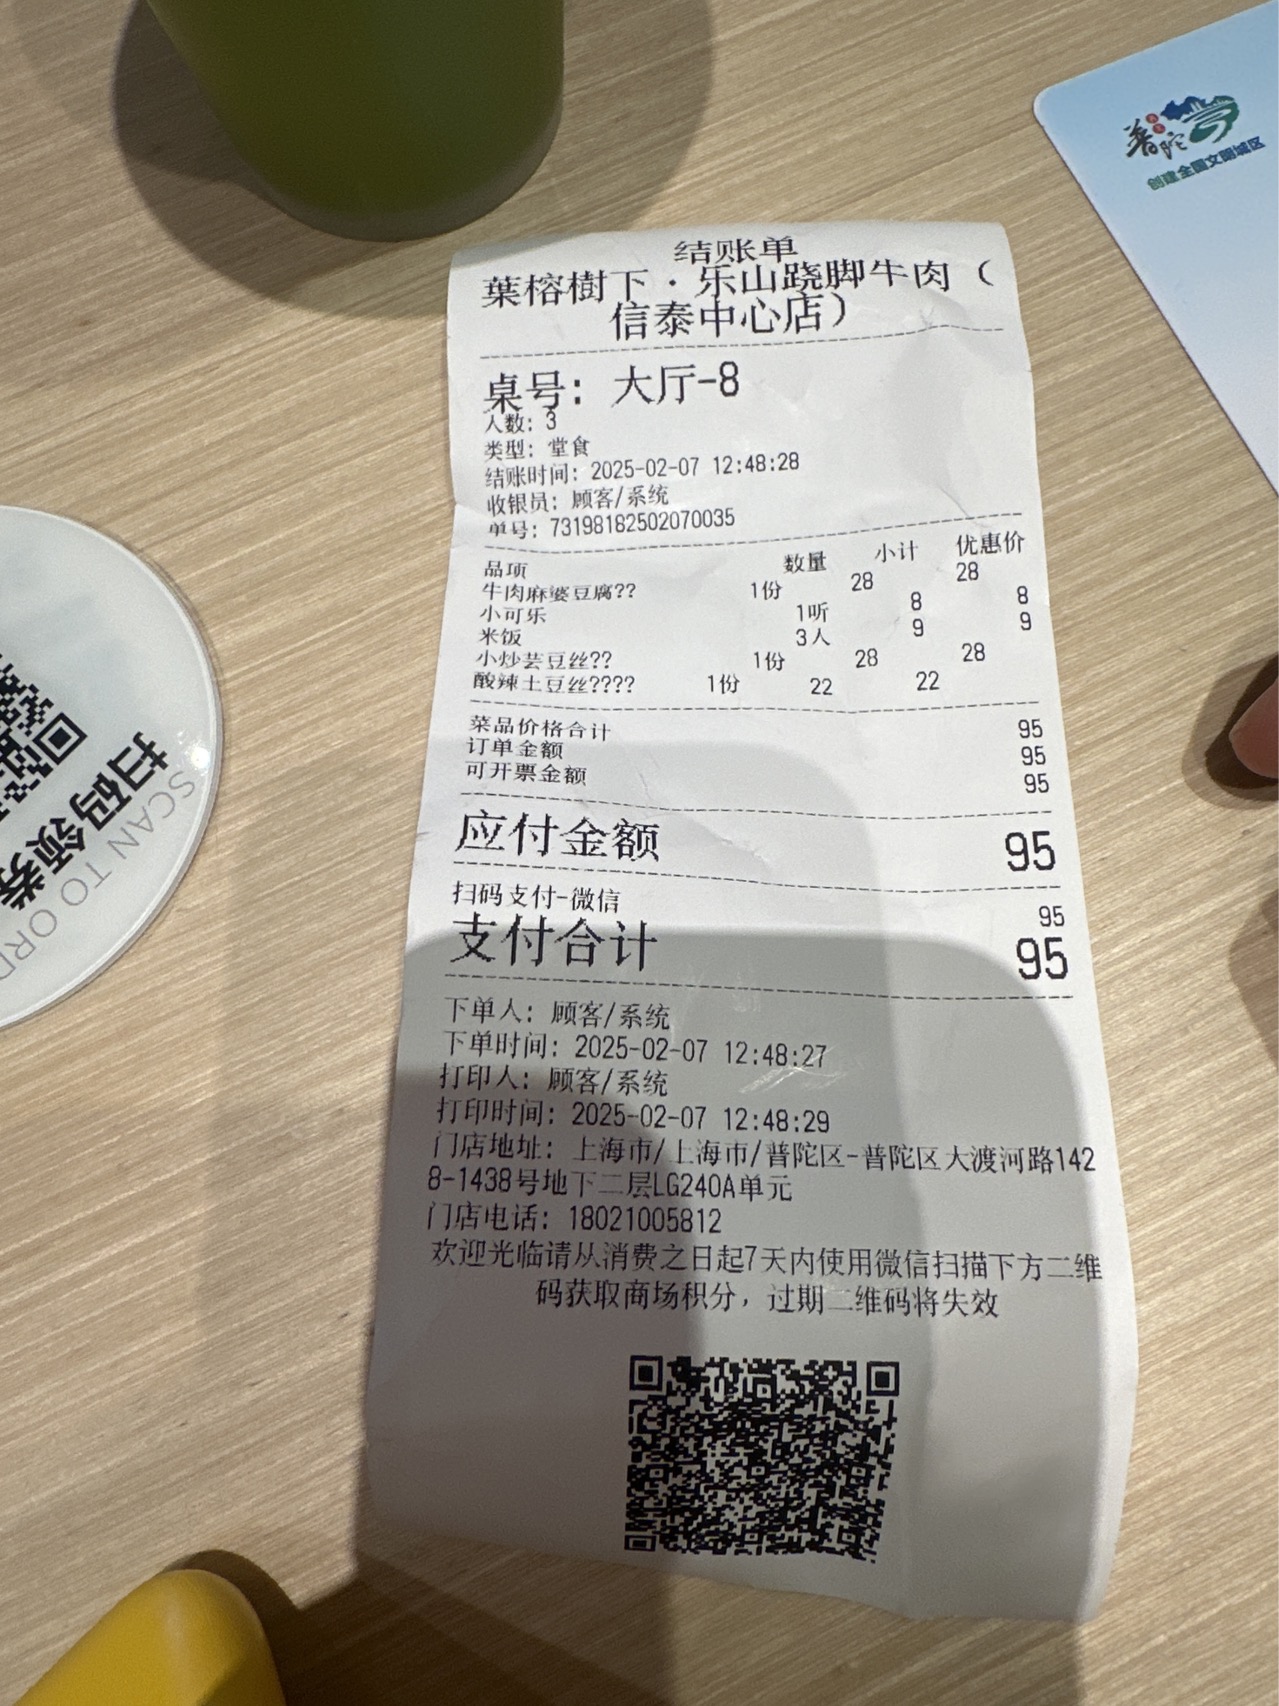 普陀
创建全国文明城区
结账单
葉榕樹下·乐山跷脚牛肉（
信泰中心店）
桌号： 大厅-8
人数：3
类型：堂食
结账时间：2025-02-07 12:48:28
收银员：顾客/系统
单号：73198182502070035
品项 数量 小计 优惠价
牛肉麻婆豆腐?? 1份 28 28
小可乐 1听 8 8
米饭 3人 9 9
小炒芸豆丝?? 1份 28 28
酸辣土豆丝???? 1份 22 22
菜品价格合计 95
订单金额 95
可开票金额 95
应付金额 95
扫码支付-微信 95
支付合计 95
下单人：顾客/系统
下单时间：2025-02-07 12:48:27
打印人：顾客/系统
打印时间：2025-02-07 12:48:29
门店地址：上海市/上海市/普陀区-普陀区大渡河路142
8-1438号地下二层LG240A单元
门店电话：18021005812
欢迎光临请从消费之日起7天内使用微信扫描下方二维
码获取商场积分，过期二维码将失效
扫码领券
SCAN TO ORD